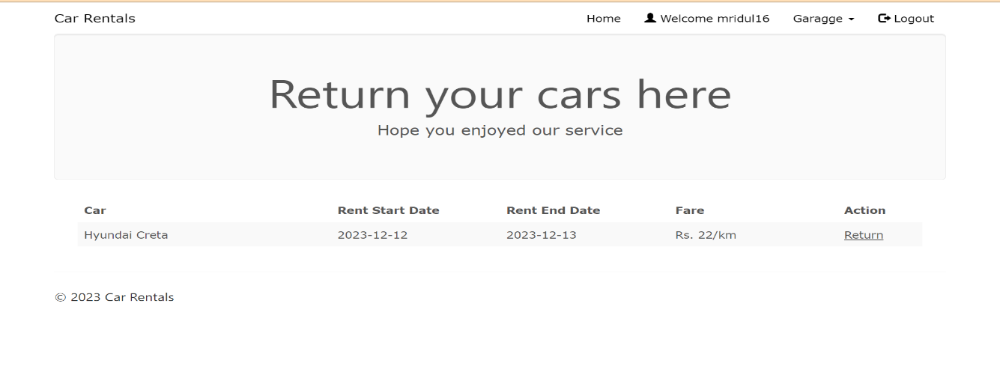 Car Rentals Home Welcome mridul16 Garagge Logout
Return your cars here
Hope you enjoyed our service
Car Rent Start Date Rent End Date Fare Action
Hyundai Creta 2023-12-12 2023-12-13 Rs. 22/km Return
© 2023 Car Rentals